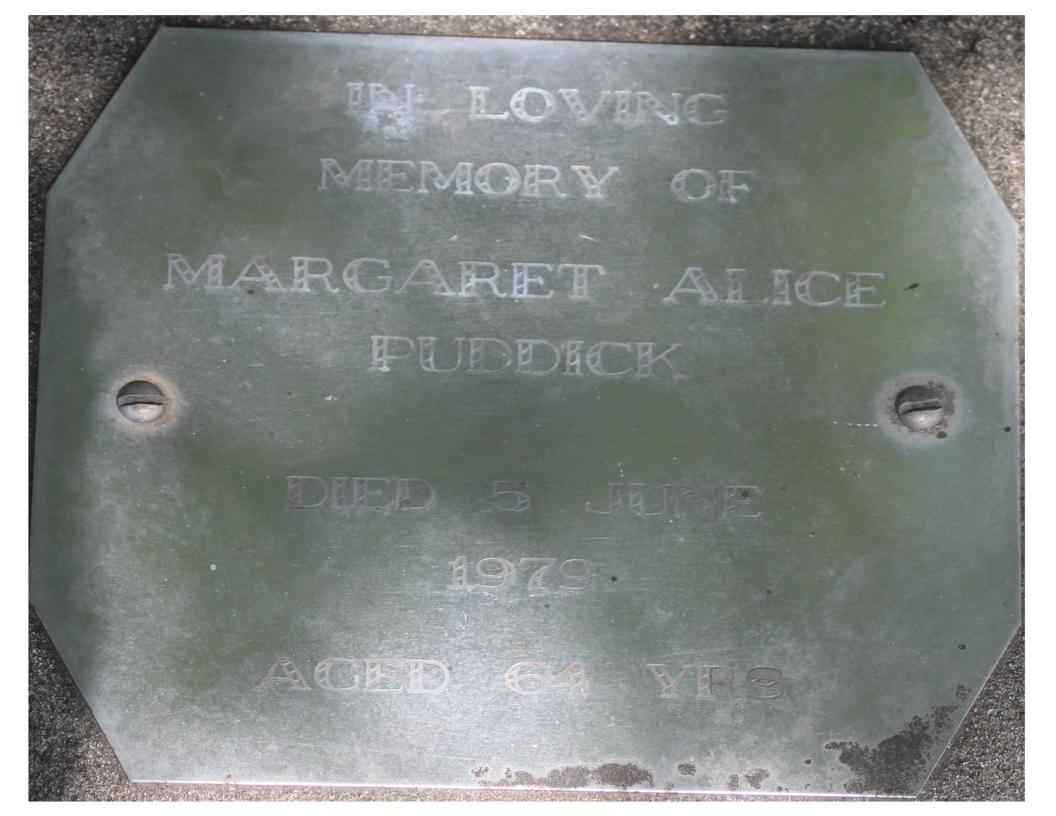 IN LOVING
MEMORY OF
MARGARET ALICE
PUDDICK
DIED 5 JUNE
1979
AGED 64 YRS